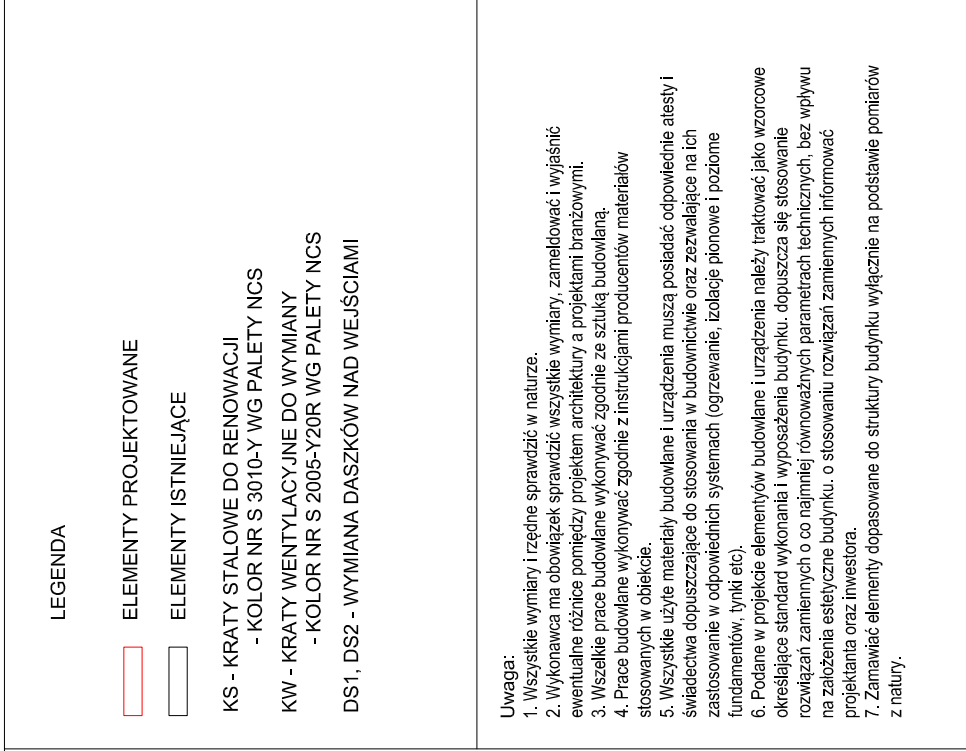 LEGENDA
ELEMENTY PROJEKTOWANE
ELEMENTY ISTNIEJĄCE
KS - KRATY STALOWE DO RENOWACJI
- KOLOR NR S 3010-Y WG PALETY NCS
KW - KRATY WENTYLACYJNE DO WYMIANY
- KOLOR NR S 2005-Y20R WG PALETY NCS
DS1, DS2 - WYMIANA DASZKÓW NAD WEJŚCIAMI
Uwaga:
1. Wszystkie wymiary i rzędne sprawdzić w naturze.
2. Wykonawca ma obowiązek sprawdzić wszystkie wymiary, zameldować i wyjaśnić
ewentualne różnice pomiędzy projektem architektury a projektami branżowymi.
3. Wszelkie prace budowlane wykonywać zgodnie ze sztuką budowlaną.
4. Prace budowlane wykonywać zgodnie z instrukcjami producentów materiałów
stosowanych w obiekcie.
5. Wszystkie użyte materiały budowlane i urządzenia muszą posiadać odpowiednie atesty i
świadectwa dopuszczające do stosowania w budownictwie oraz zezwalające na ich
zastosowanie w odpowiednich systemach (ogrzewanie, izolacje pionowe i poziome
fundamentów, tynki etc).
6. Podane w projekcie elementów budowlane i urządzenia należy traktować jako wzorcowe
określające standard wykonania i wyposażenia budynku. dopuszcza się stosowanie
rozwiązań zamiennych o co najmniej równoważnych parametrach technicznych, bez wpływu
na założenia estetyczne budynku. o stosowaniu rozwiązań zamiennych informować
projektanta oraz inwestora.
7. Zamawiać elementy dopasowane do struktury budynku wyłącznie na podstawie pomiarów
z natury.